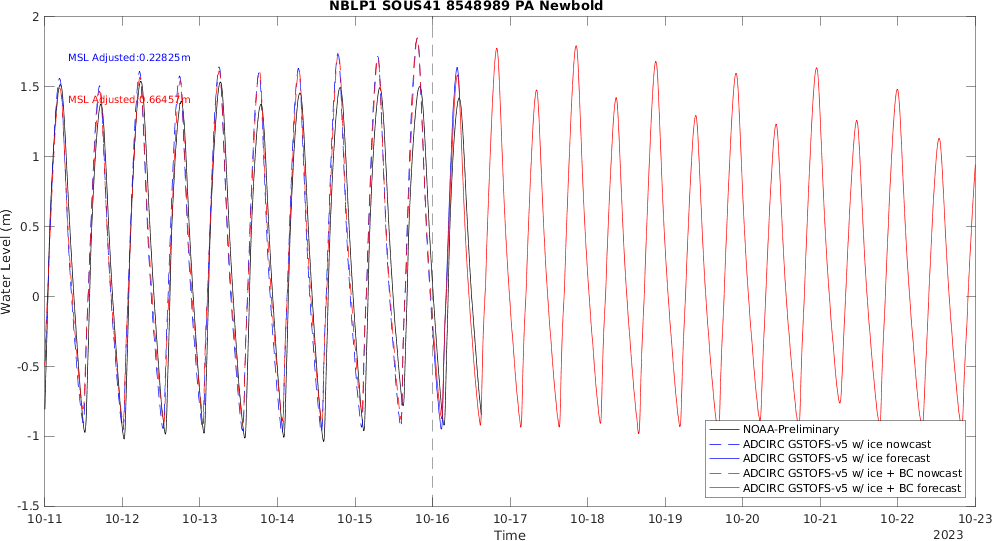 NBLP1 SOUS41 8548989 PA Newbold
2
MSL Adjusted:0.22825m
1.5
MSL Adjusted:0.66457m
1
0.5
Water Level (m)
0
-0.5
NOAA-Preliminary
-1
ADCIRC GSTOFS-v5 w/ ice nowcast
ADCIRC GSTOFS-v5 w/ ice forecast
ADCIRC GSTOFS-v5 w/ ice + BC nowcast
ADCIRC GSTOFS-v5 w/ ice + BC forecast
-1.5
10-11 10-12 10-13 10-14 10-15 10-16 10-17 10-18 10-19 10-20 10-21 10-22 10-23
Time
2023